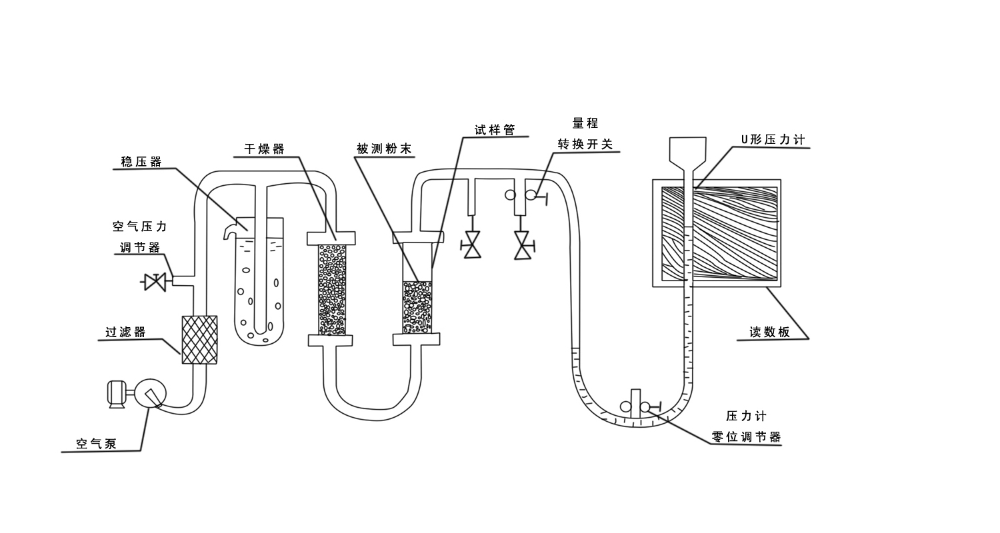 量程
转换开关
试样管
U形压力计
干燥器
被测粉末
稳压器
空气压力
调节器
过滤器
读数板
压力计
零位调节器
空气泵